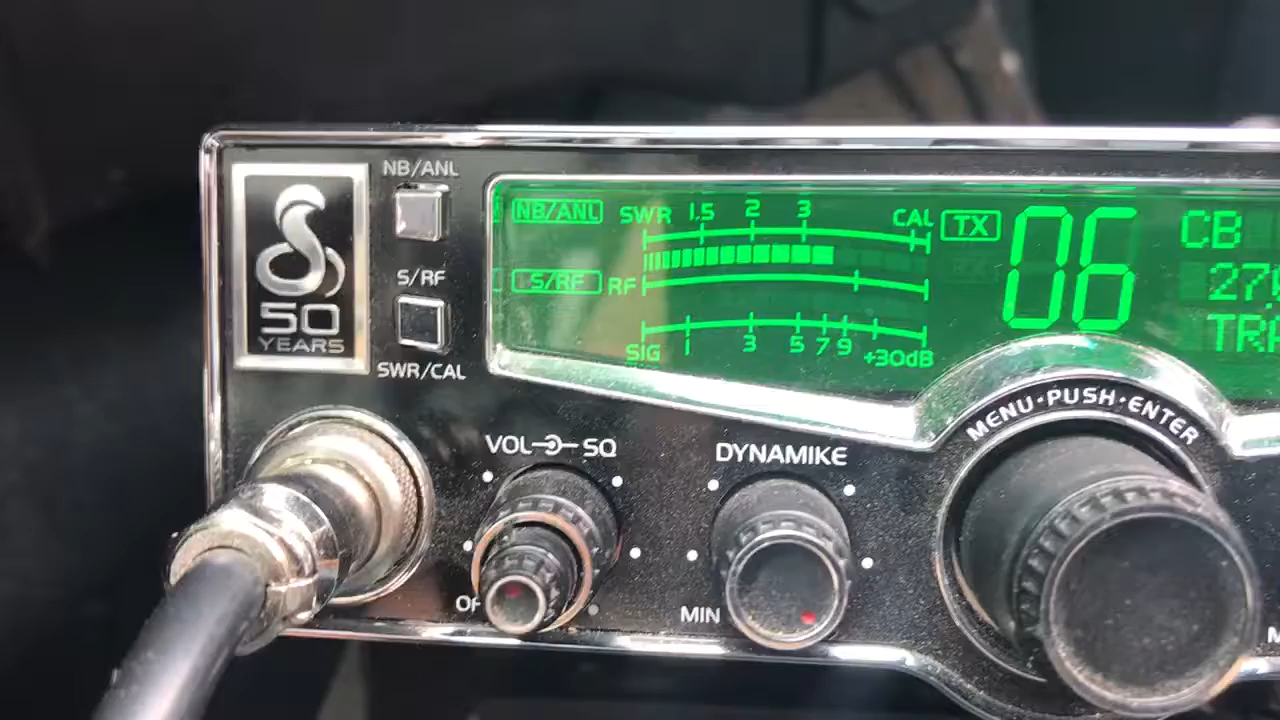 50
YEARS
NB/ANL
S/RF
SWR/CAL
NB/ANL SWR 1.5 2 3 CAL TX 06 CB
S/RF RF
SIG 1 3 5 7 9 +30dB
MENU•PUSH•ENTER
VOL SQ
DYNAMIKE
MIN